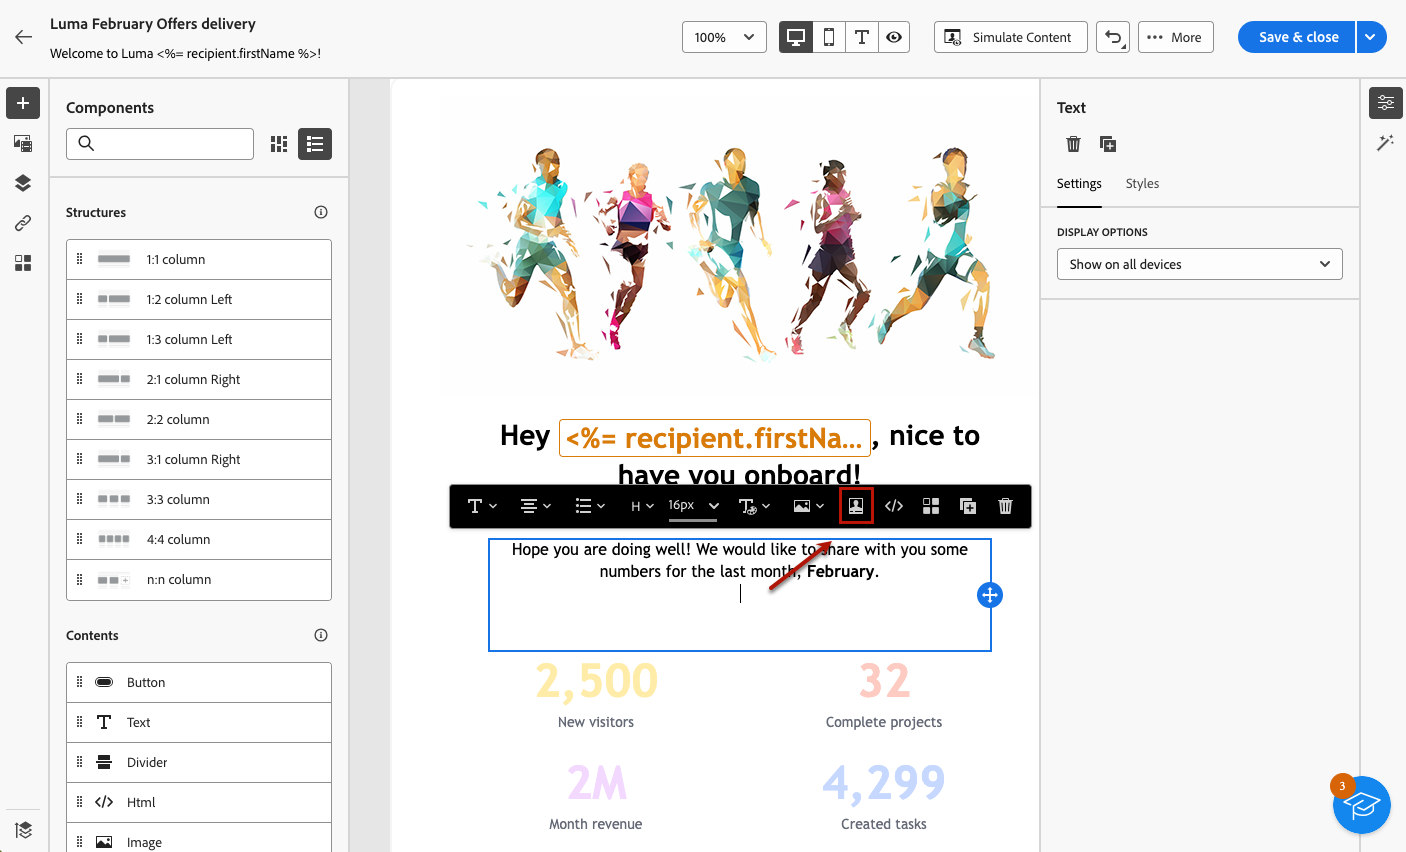 Luma February Offers delivery
Welcome to Luma <%= recipient.firstName %>!
100%
Simulate Content
More
Save & close
Components
Structures
1:1 column
1:2 column Left
1:3 column Left
2:1 column Right
2:2 column
3:1 column Right
3:3 column
4:4 column
n:n column
Contents
Button
Text
Divider
Html
Image
Hey <%= recipient.firstNa... , nice to
have you onboard!
H
16px
Hope you are doing well! We would like to share with you some
numbers for the last month, February.
2,500
New visitors
32
Complete projects
2M
Month revenue
4,299
Created tasks
Text
Settings
Styles
DISPLAY OPTIONS
Show on all devices
3